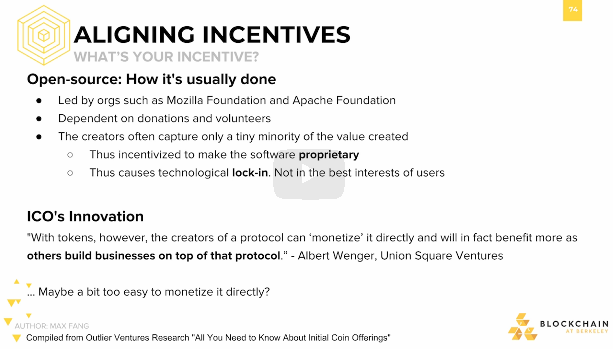 74
ALIGNING INCENTIVES
WHAT'S YOUR INCENTIVE?
Open-source: How it's usually done
● Led by orgs such as Mozilla Foundation and Apache Foundation
● Dependent on donations and volunteers
● The creators often capture only a tiny minority of the value created
○ Thus incentivized to make the software proprietary
○ Thus causes technological lock-in. Not in the best interests of users
ICO's Innovation
"With tokens, however, the creators of a protocol can ‘monetize’ it directly and will in fact benefit more as
others build businesses on top of that protocol.” - Albert Wenger, Union Square Ventures
... Maybe a bit too easy to monetize it directly?
AUTHOR: MAX FANG
Compiled from Outlier Ventures Research "All You Need to Know About Initial Coin Offerings"
BLOCKCHAIN
AT BERKELEY